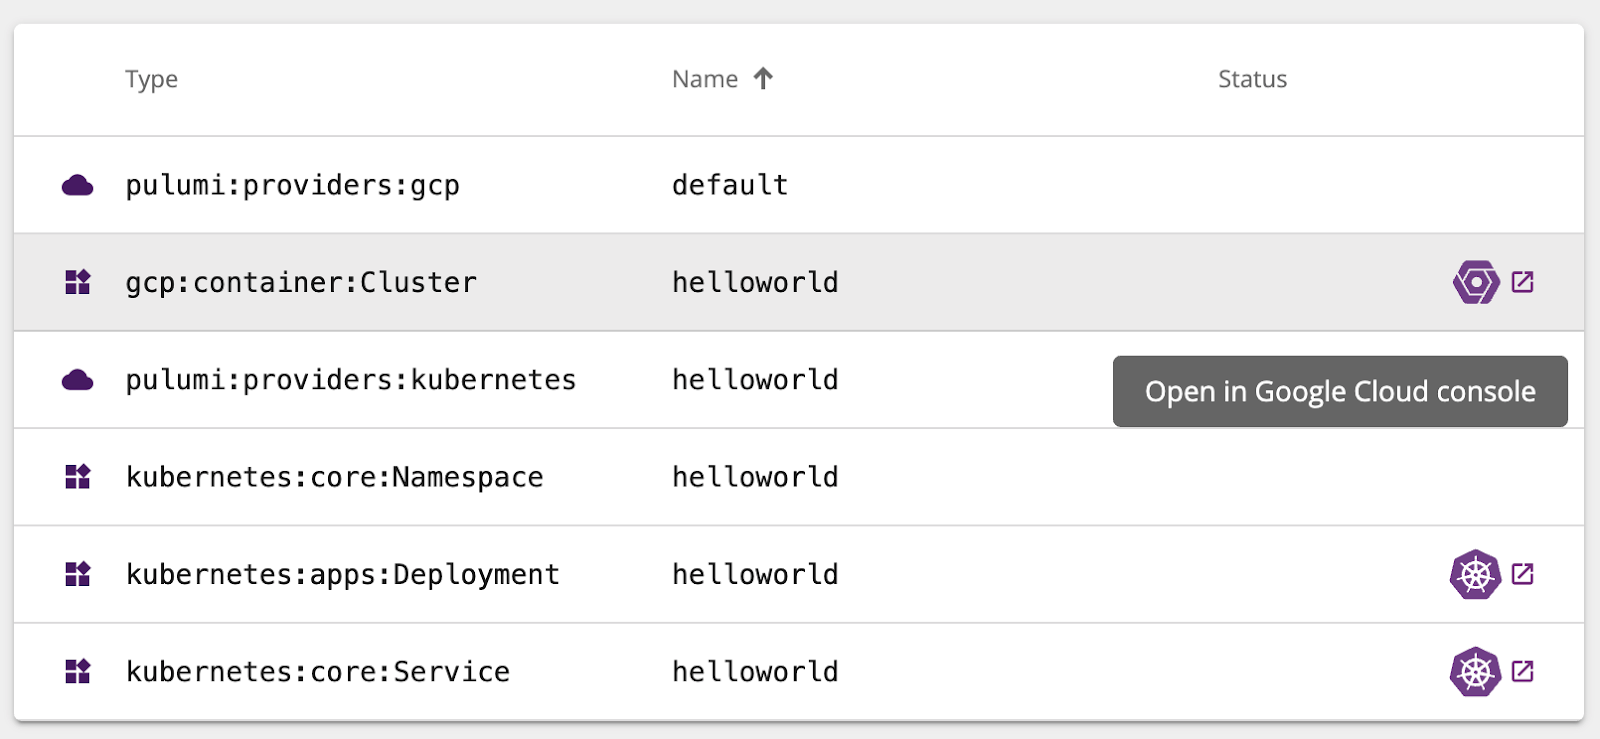 Type Name Status
pulumi:providers:gcp default
gcp:container:Cluster helloworld
pulumi:providers:kubernetes helloworld
Open in Google Cloud console
kubernetes:core:Namespace helloworld
kubernetes:apps:Deployment helloworld
kubernetes:core:Service helloworld